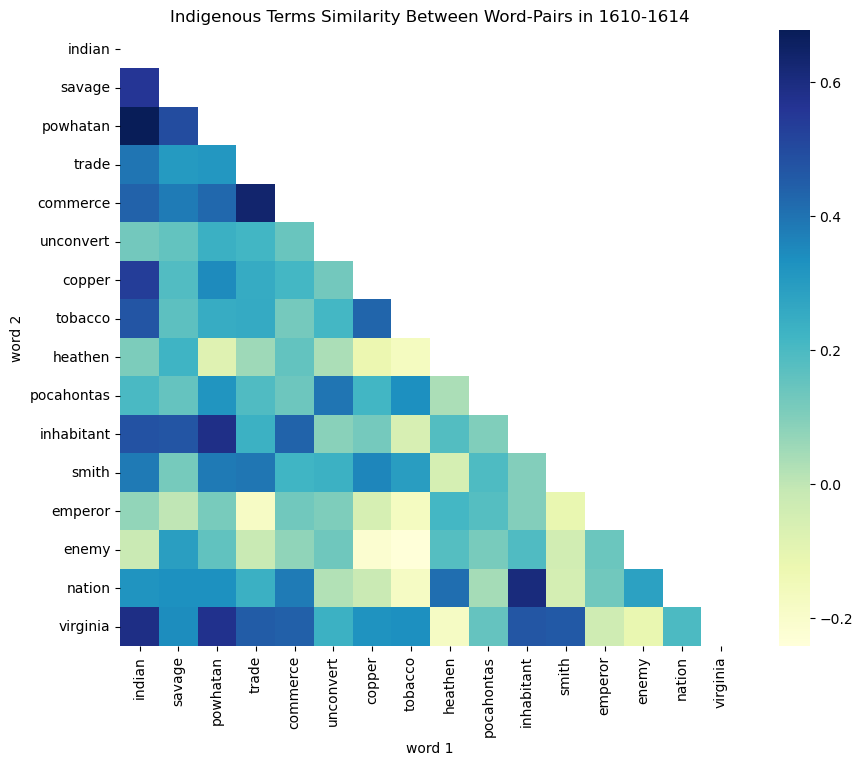 Indigenous Terms Similarity Between Word-Pairs in 1610-1614
indian
savage
powhatan
trade
commerce
unconvert
copper
tobacco
heathen
pocahontas
inhabitant
smith
emperor
enemy
nation
virginia
word 2
indian
savage
powhatan
trade
commerce
unconvert
copper
tobacco
heathen
pocahontas
inhabitant
smith
emperor
enemy
nation
virginia
word 1
0.6
0.4
0.2
0.0
−0.2